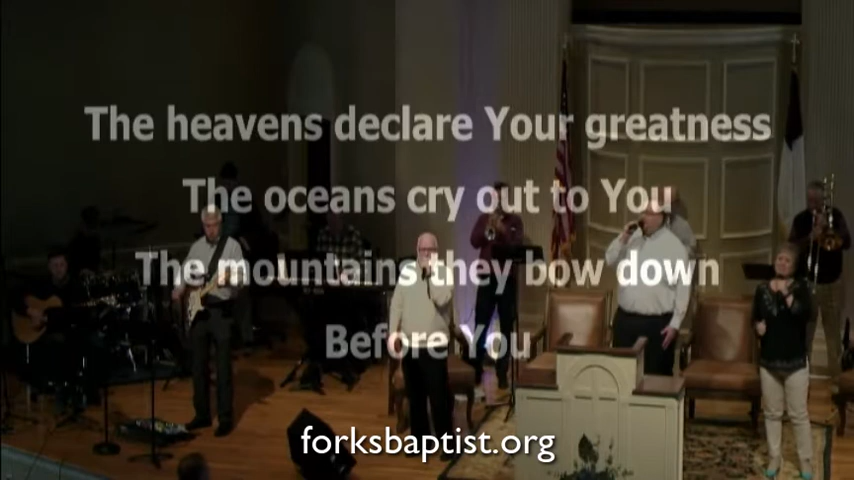 The heavens declare Your greatness
The oceans cry out to You
The mountains they bow down
Before You
forksbaptist.org